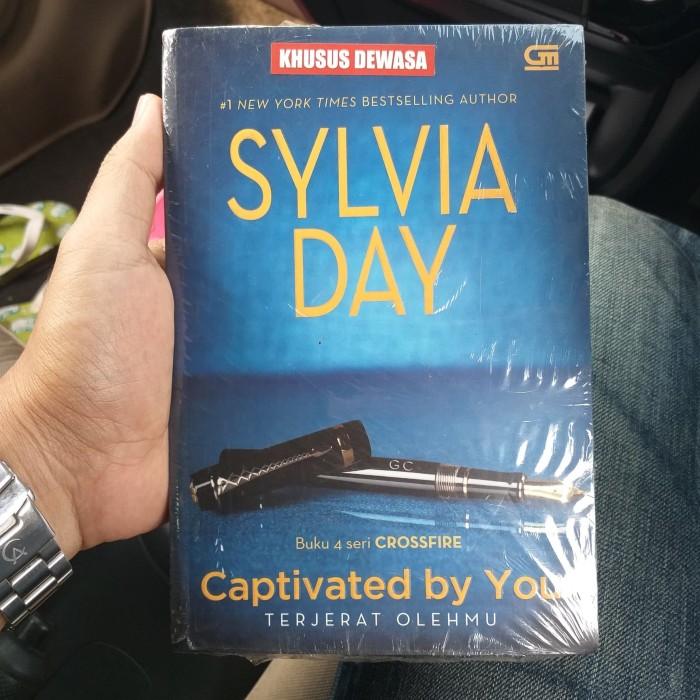 KHUSUS DEWASA
GM
#1 NEW YORK TIMES BESTSELLING AUTHOR
SYLVIA
DAY
GC
Buku 4 seri CROSSFIRE
Captivated by You
TERJERAT OLEHMU